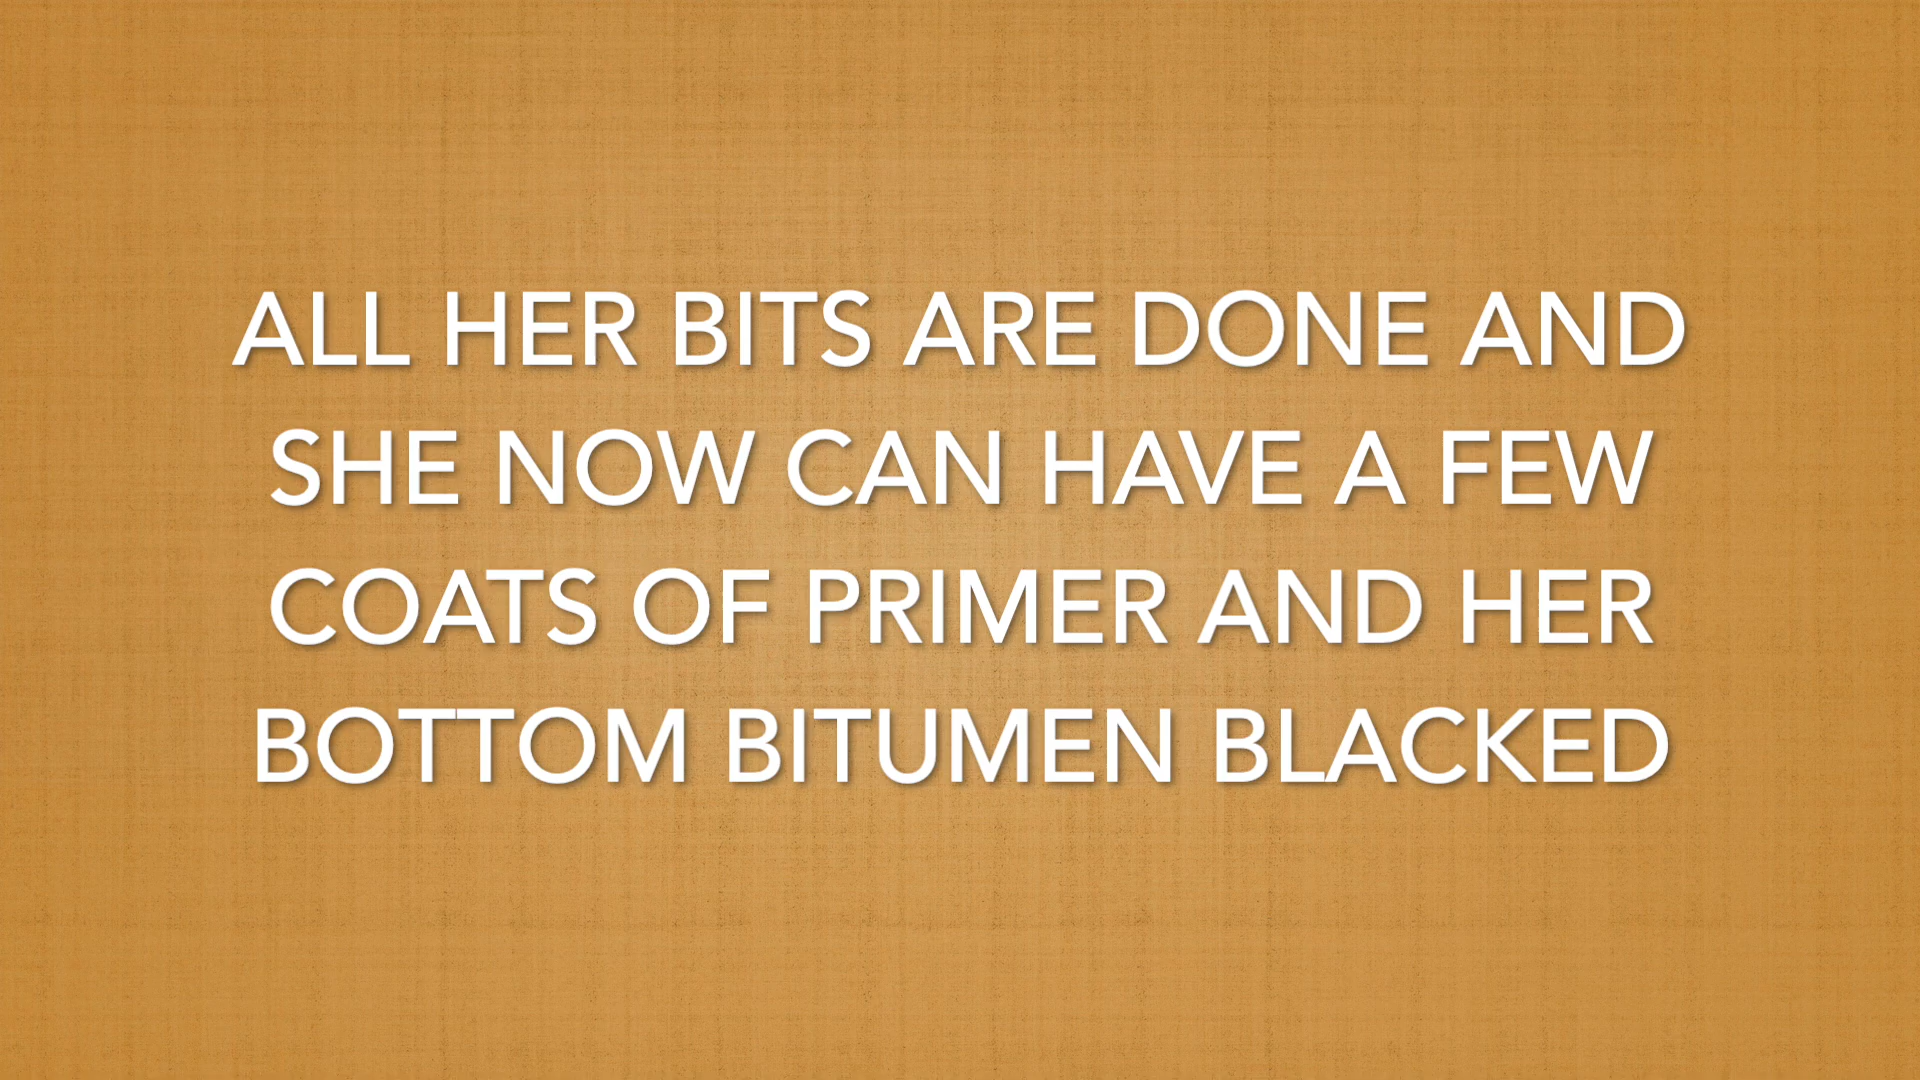 ALL HER BITS ARE DONE AND
SHE NOW CAN HAVE A FEW
COATS OF PRIMER AND HER
BOTTOM BITUMEN BLACKED